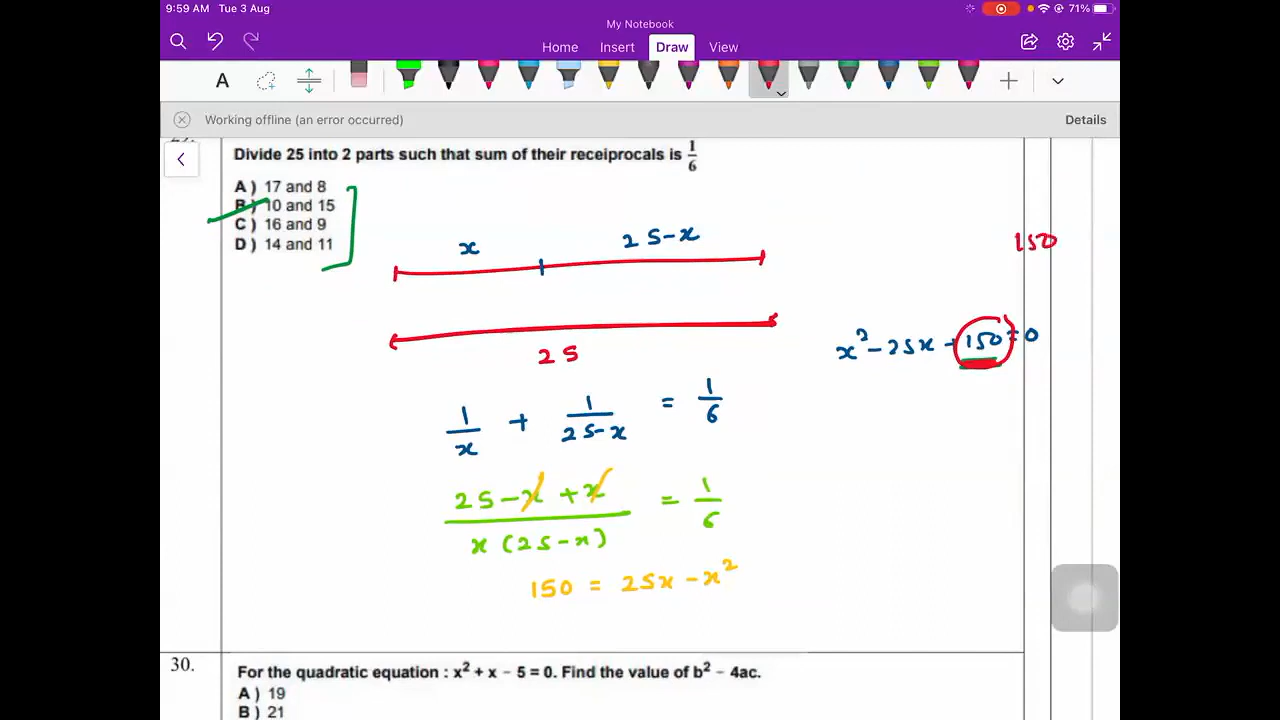 9:59 AM Tue 3 Aug
71%
My Notebook
Home Insert Draw View
A
Working offline (an error occurred)
Details
Divide 25 into 2 parts such that sum of their receiprocals is 1/6
A ) 17 and 8
B ) 10 and 15
C ) 16 and 9
D ) 14 and 11
x 25-x
150
25
x² - 25x + 150 = 0
1/x + 1/25-x = 1/6
25 - x + x / x (25 - x) = 1/6
150 = 25x - x²
30.
For the quadratic equation : x² + x - 5 = 0. Find the value of b² - 4ac.
A ) 19
B ) 21